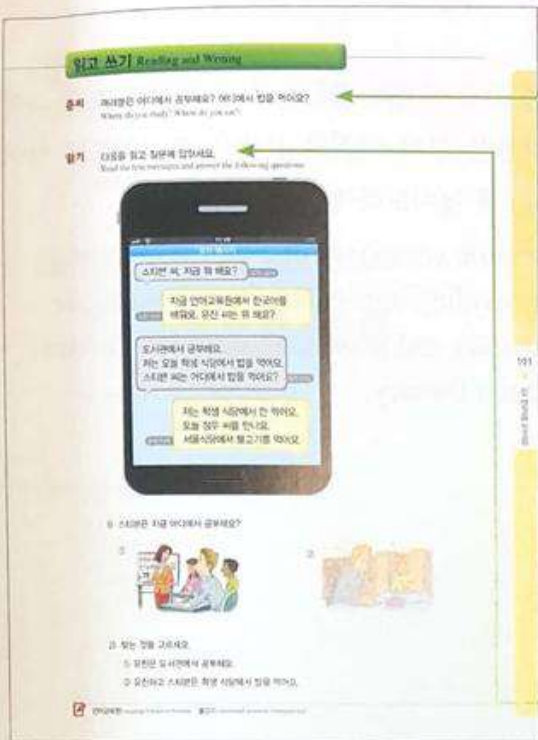 읽고 쓰기 Reading and Writing
준비 여러분은 어디에서 공부해요? 어디에서 밥을 먹어요?
Where do you study? Where do you eat?
읽기 다음을 읽고 질문에 답하세요.
Read the text messages and answer the following questions.
스티븐 씨, 지금 뭐 해요?
지금 언어교육원에서 한국어를
배워요. 유진 씨는 뭐 해요?
도서관에서 공부해요.
저는 오늘 학생 식당에서 밥을 먹어요.
스티븐 씨는 어디에서 밥을 먹어요?
저는 학생 식당에서 안 먹어요.
오늘 정우 씨를 만나요.
서울식당에서 불고기를 먹어요.
1) 스티븐은 지금 어디에서 공부해요?
①
②
2) 맞는 것을 고르세요.
① 유진은 도서관에서 공부해요.
② 유진하고 스티븐은 학생 식당에서 밥을 먹어요.
언어교육원 불고기
101